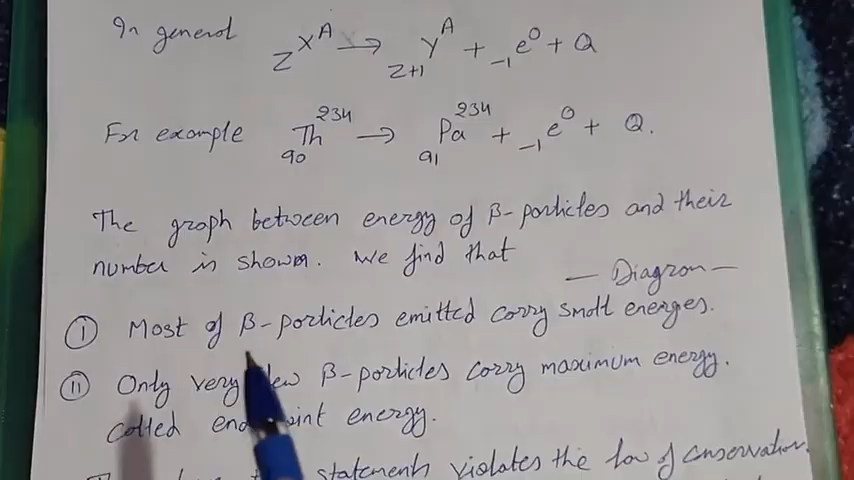 In general  Z X A → Z+1 Y A + -1 e 0 + Q
For example  90 Th 234 → 91 Pa 234 + -1 e 0 + Q.
The graph between energy of β-particles and their
number is shown. We find that
— Diagram —
(I) Most of β-particles emitted carry small energies.
(II) Only very few β-particles carry maximum energy.
called end point energy.
statements violates the law of conservation.